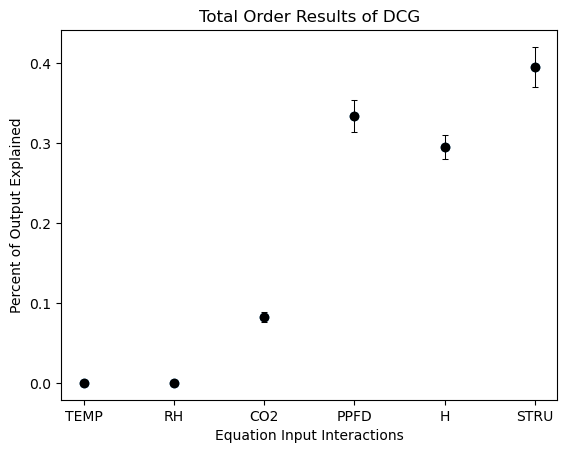 Total Order Results of DCG
Percent of Output Explained
0.4
0.3
0.2
0.1
0.0
TEMP RH CO2 PPFD H STRU
Equation Input Interactions